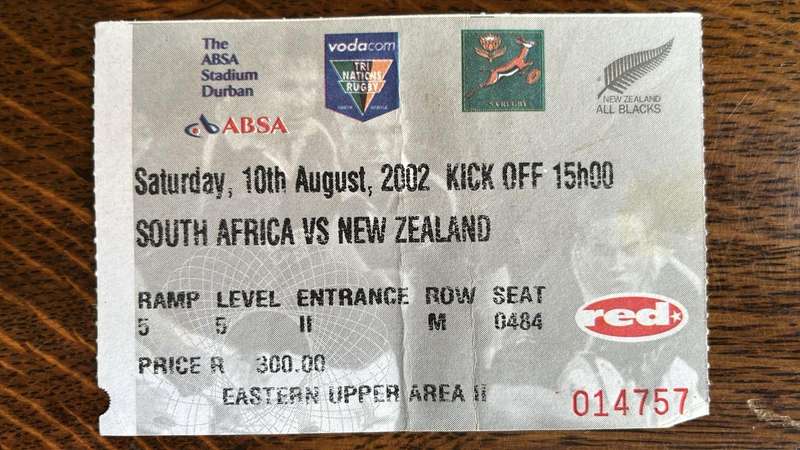 The
ABSA
Stadium
Durban
ABSA
vodacom
TRI
NATIONS
RUGBY
SA RUGBY
NEW ZEALAND
ALL BLACKS
Saturday, 10th August, 2002 KICK OFF 15h00
SOUTH AFRICA VS NEW ZEALAND
RAMP LEVEL ENTRANCE ROW SEAT
5 5 II M 0484
PRICE R 300.00
EASTERN UPPER AREA II
red
014757